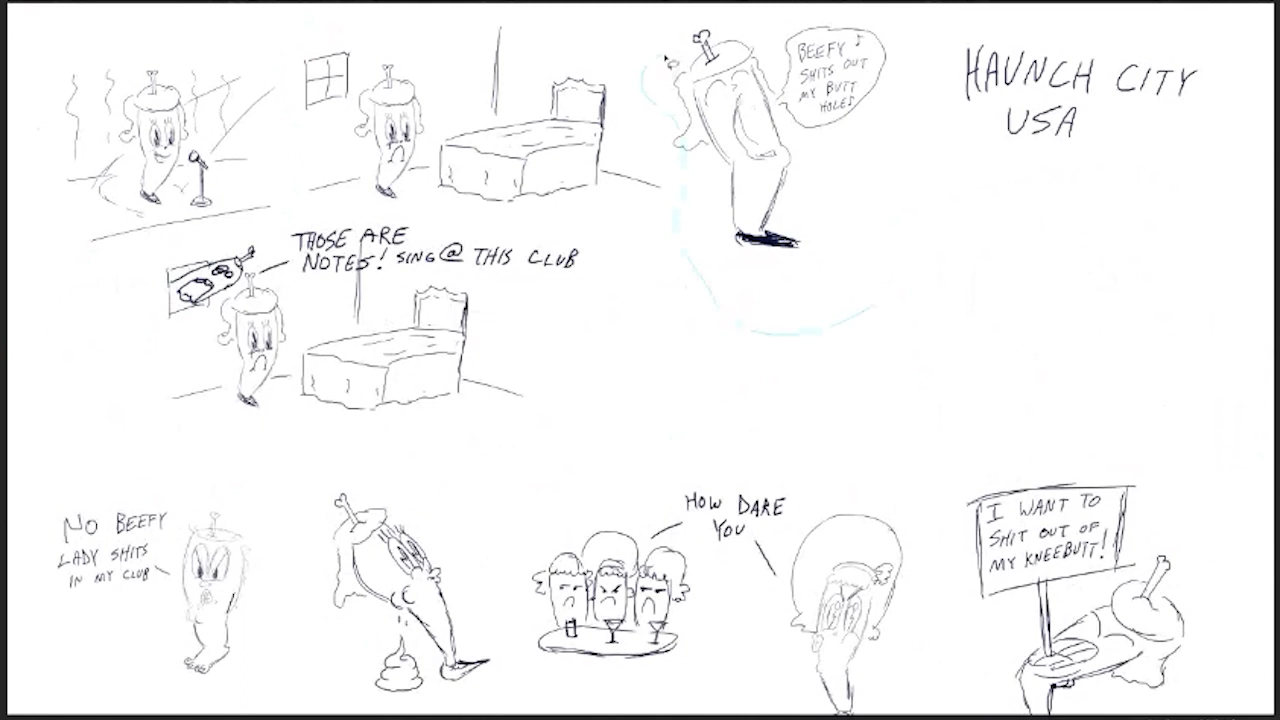 BEEFY
SHITS OUT
MY BUTT
HOLE
HAUNCH CITY
USA
THOSE ARE
NOTES! SING @ THIS CLUB
NO BEEFY
LADY SHITS
IN MY CLUB
HOW DARE
YOU
I WANT TO
SHIT OUT OF
MY KNEEBUTT!